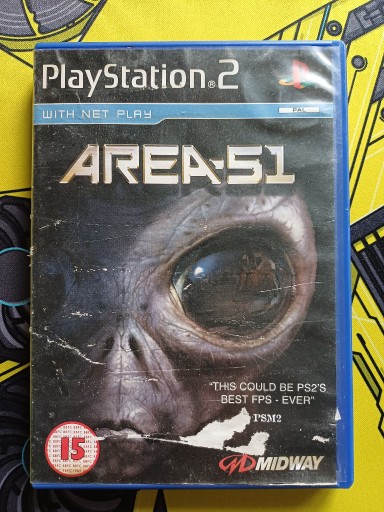 PlayStation®2
WITH NET PLAY
PAL
AREA-51
"THIS COULD BE PS2'S
BEST FPS - EVER"
PSM2
15
MIDWAY